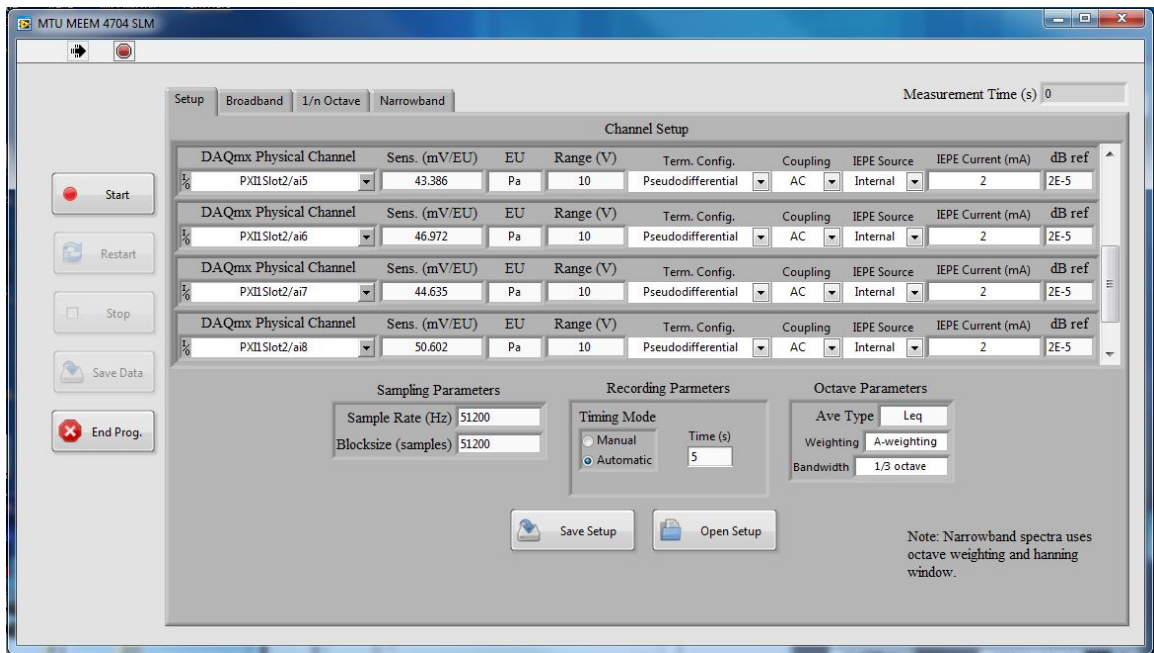 MTU MEEM 4704 SLM
Measurement Time (s) 0
Setup Broadband 1/n Octave Narrowband
Channel Setup
DAQmx Physical Channel Sens. (mV/EU) EU Range (V) Term. Config. Coupling IEPE Source IEPE Current (mA) dB ref
PXI1Slot2/ai5 43.386 Pa 10 Pseudodifferential AC Internal 2 2E-5
DAQmx Physical Channel Sens. (mV/EU) EU Range (V) Term. Config. Coupling IEPE Source IEPE Current (mA) dB ref
PXI1Slot2/ai6 46.972 Pa 10 Pseudodifferential AC Internal 2 2E-5
DAQmx Physical Channel Sens. (mV/EU) EU Range (V) Term. Config. Coupling IEPE Source IEPE Current (mA) dB ref
PXI1Slot2/ai7 44.635 Pa 10 Pseudodifferential AC Internal 2 2E-5
DAQmx Physical Channel Sens. (mV/EU) EU Range (V) Term. Config. Coupling IEPE Source IEPE Current (mA) dB ref
PXI1Slot2/ai8 50.602 Pa 10 Pseudodifferential AC Internal 2 2E-5
Start
Restart
Stop
Save Data
End Prog.
Sampling Parameters
Sample Rate (Hz) 51200
Blocksize (samples) 51200
Recording Parmeters
Timing Mode
Manual
Automatic
Time (s)
5
Octave Parameters
Ave Type Leq
Weighting A-weighting
Bandwidth 1/3 octave
Save Setup Open Setup
Note: Narrowband spectra uses
octave weighting and hanning
window.